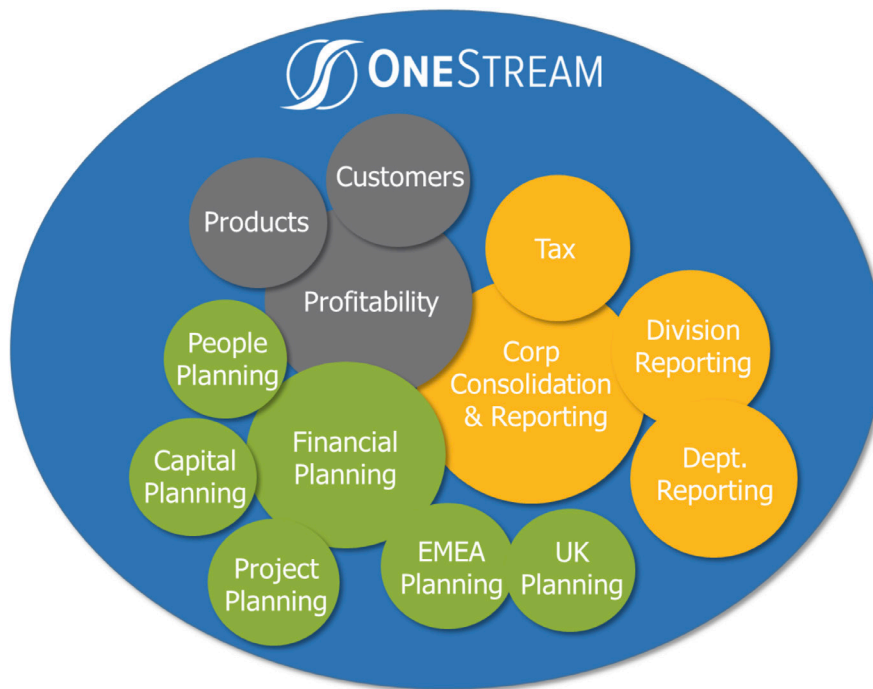 ONESTREAM
Customers
Products
Tax
Profitability
Division
Reporting
People
Planning
Corp
Consolidation
& Reporting
Financial
Planning
Capital
Planning
Dept.
Reporting
Project
Planning
EMEA
Planning
UK
Planning